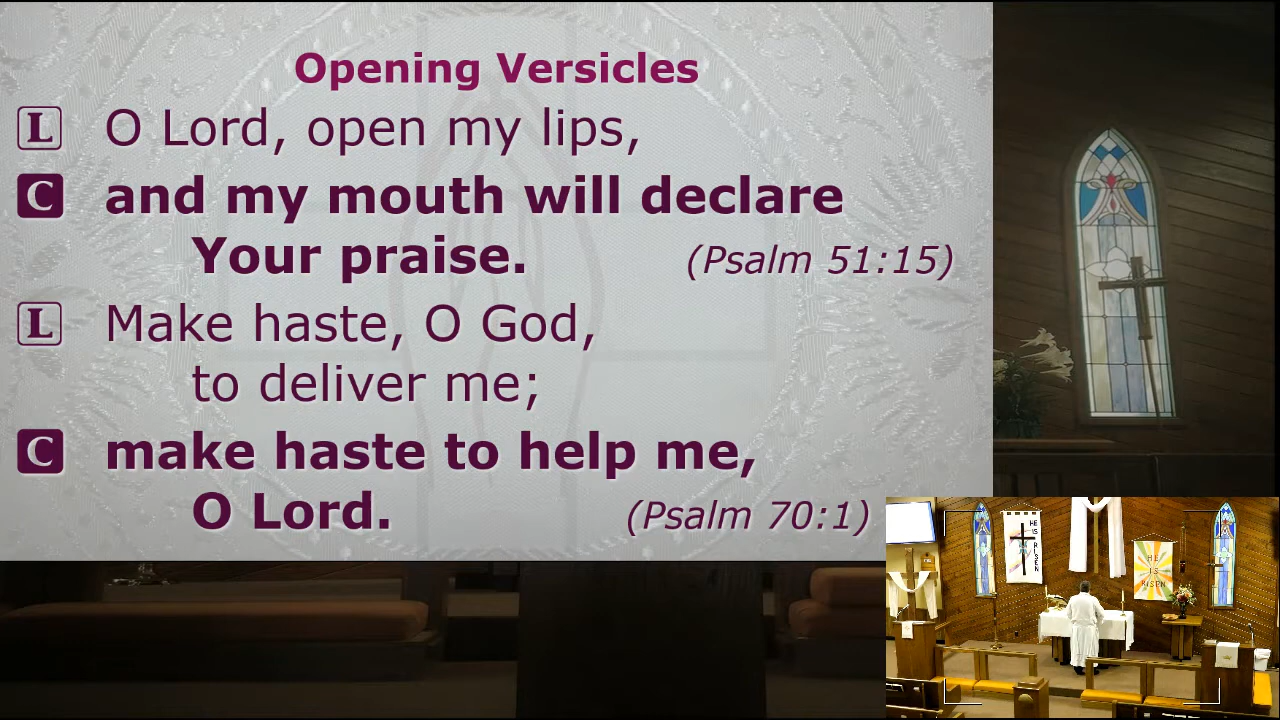 Opening Versicles
L O Lord, open my lips,
C and my mouth will declare
Your praise. (Psalm 51:15)
L Make haste, O God,
to deliver me;
C make haste to help me,
O Lord. (Psalm 70:1)
HE
IS
RISEN
HE
IS
RISEN